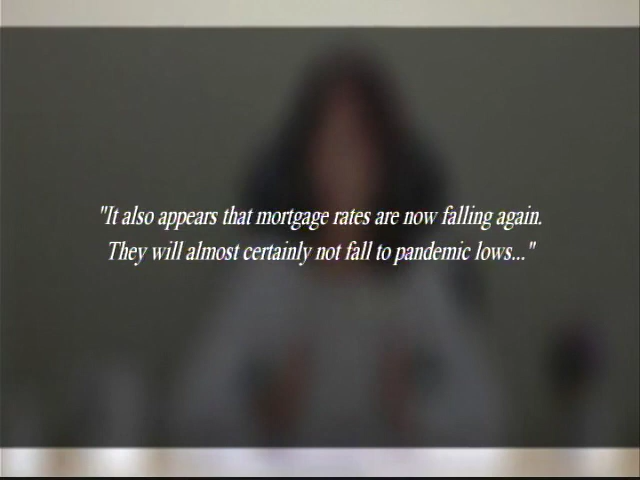 "It also appears that mortgage rates are now falling again.
They will almost certainly not fall to pandemic lows..."